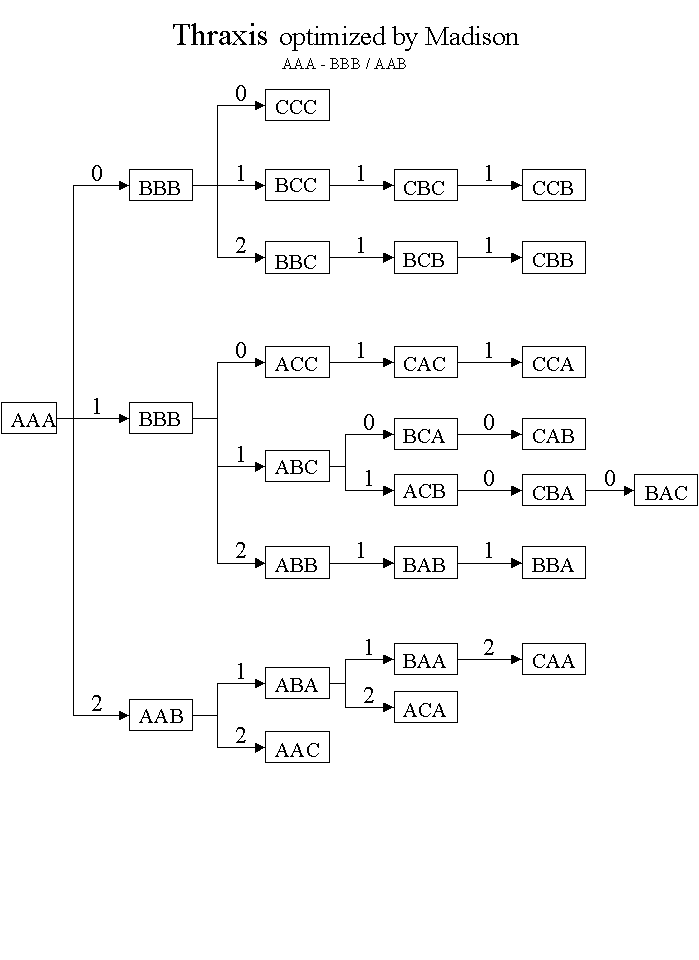 Thraxis optimized by Madison
AAA - BBB / AAB
0 CCC
0 BBB 1 BCC 1 CBC 1 CCB
2 BBC 1 BCB 1 CBB
0 ACC 1 CAC 1 CCA
AAA 1 BBB
0 BCA 0 CAB
1 ABC
1 ACB 0 CBA 0 BAC
2 ABB 1 BAB 1 BBA
1 BAA 2 CAA
1 ABA
2 ACA
2 AAB
2 AAC